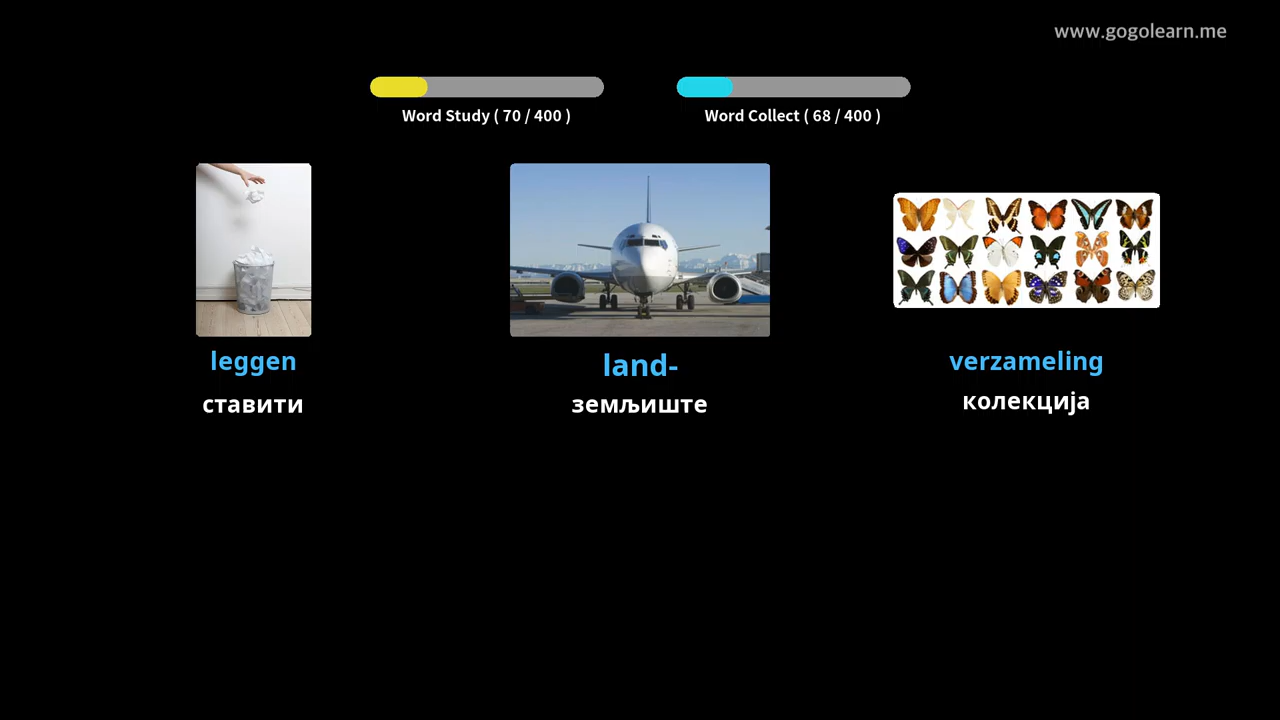 www.gogolearn.me
Word Study ( 70 / 400 )
Word Collect ( 68 / 400 )
leggen
ставити
land-
земљиште
verzameling
колекција